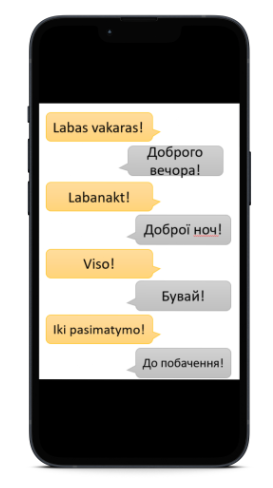 Labas vakaras!
Доброго
вечора!
Labanakt!
Доброї ноч!
Viso!
Бувай!
Iki pasimatymo!
До побачення!